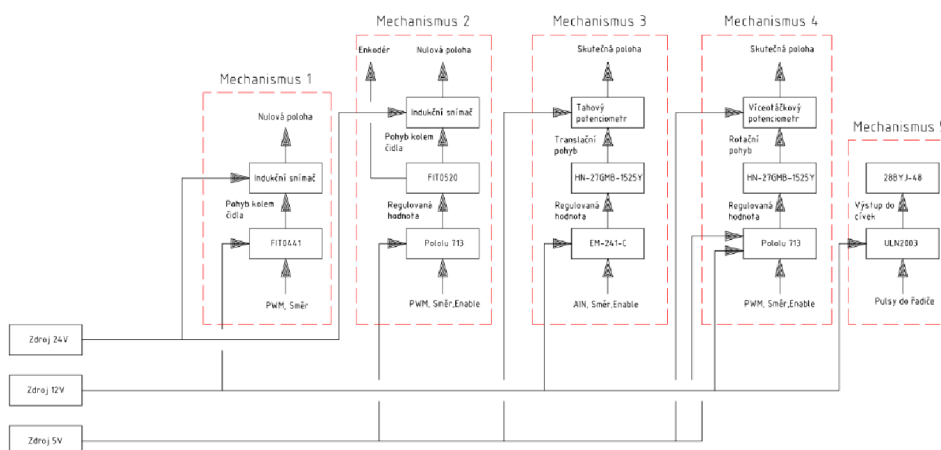 Mechanismus 1
Nulová poloha
Indukční snímač
Pohyb kolem
čidla
FIT0441
PWM, Směr
Mechanismus 2
Enkodér
Nulová poloha
Indukční snímač
Pohyb kolem
čidla
FIT0520
Regulovaná
hodnota
Pololu 713
PWM, Směr,Enable
Mechanismus 3
Skutečná poloha
Tahový
potenciometr
Translační
pohyb
HN-27GMB-1525Y
Regulovaná
hodnota
EM-241-C
AIN, Směr,Enable
Mechanismus 4
Skutečná poloha
Víceotáčkový
potenciometr
Rotační
pohyb
HN-27GMB-1525Y
Regulovaná
hodnota
Pololu 713
PWM, Směr,Enable
Mechanismus
28BYJ-48
Výstup do
cívek
ULN2003
Pulsy do řadiče
Zdroj 24V
Zdroj 12V
Zdroj 5V